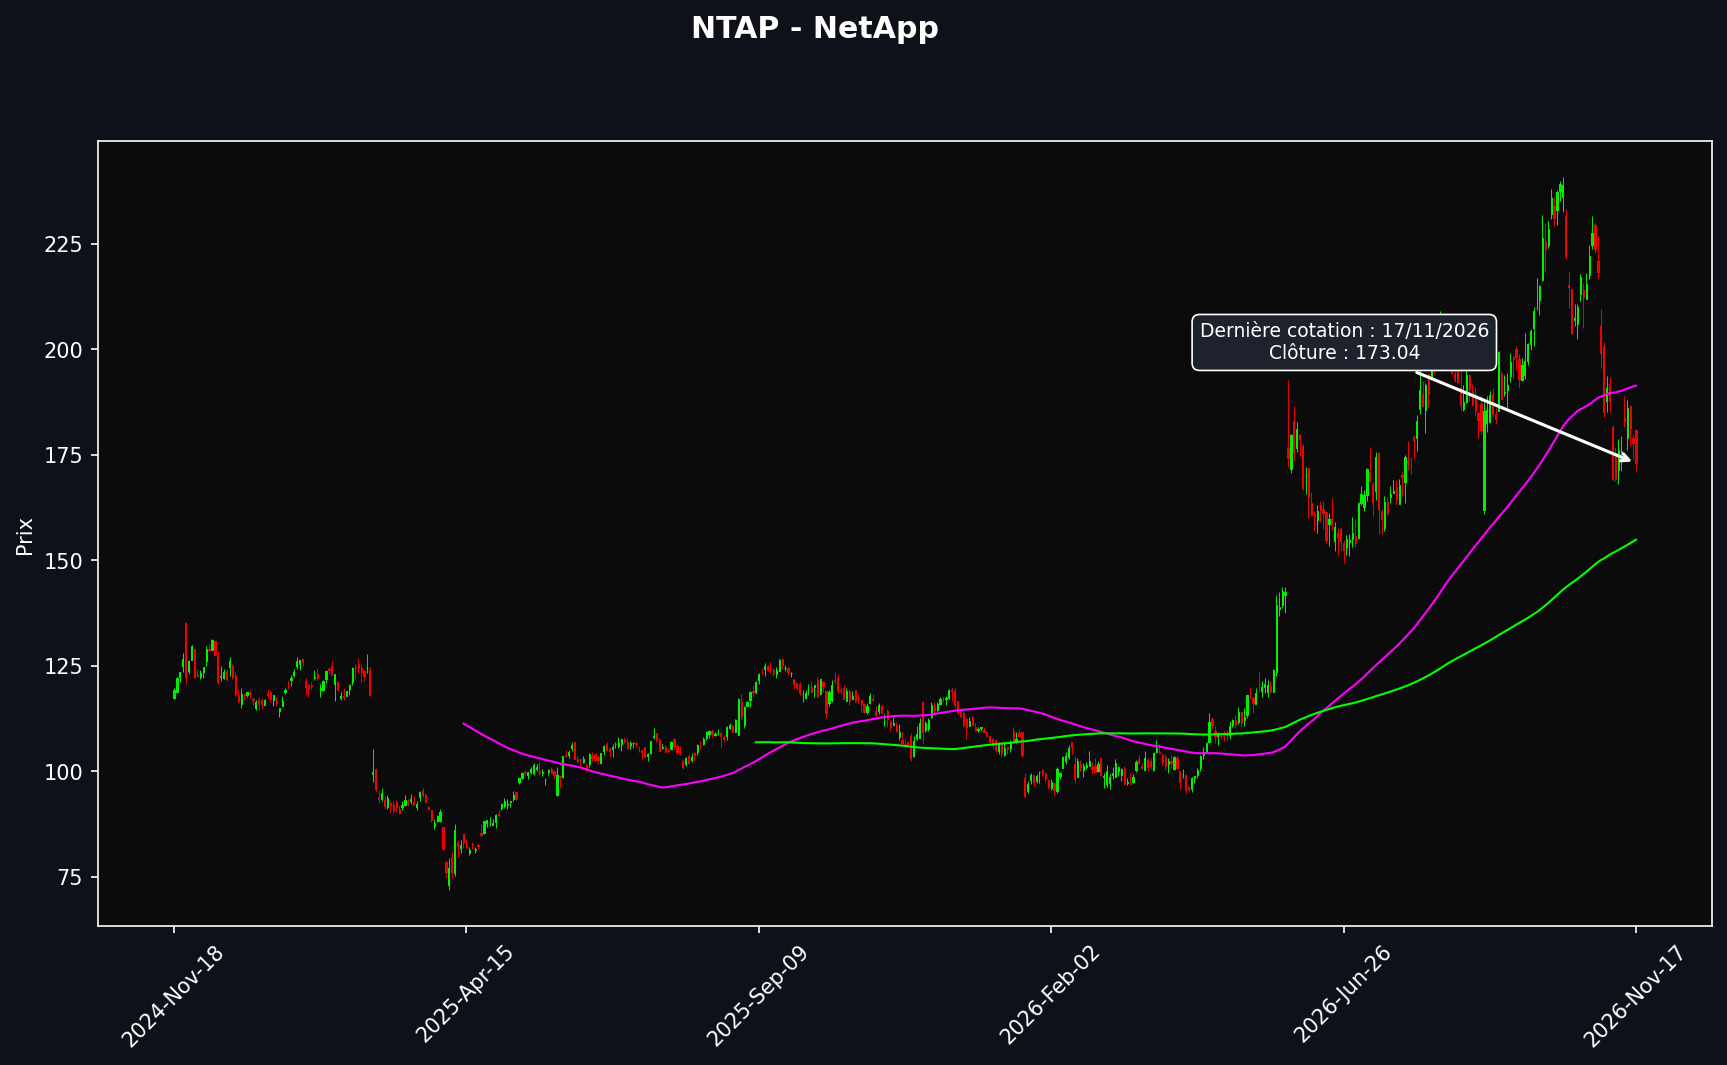 NTAP - NetApp
225
200
175
150
125
100
75
Prix
Dernière cotation : 17/11/2026
Clôture : 173.04
2024-Nov-18
2025-Apr-15
2025-Sep-09
2026-Feb-02
2026-Jun-26
2026-Nov-17